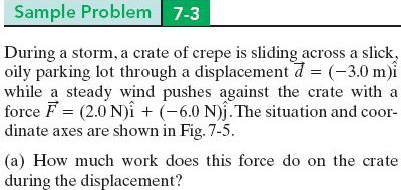 Sample Problem 7-3
During a storm, a crate of crepe is sliding across a slick,
oily parking lot through a displacement d⃗ = (−3.0 m)î
while a steady wind pushes against the crate with a
force F⃗ = (2.0 N)î + (−6.0 N)ĵ. The situation and coor-
dinate axes are shown in Fig. 7-5.
(a) How much work does this force do on the crate
during the displacement?